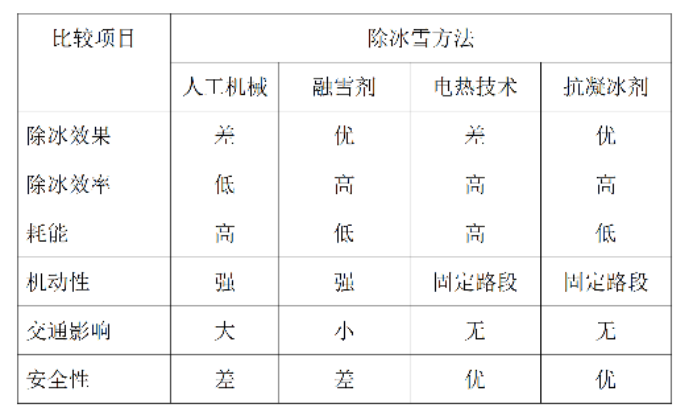 比较项目 除冰雪方法
人工机械 融雪剂 电热技术 抗凝冰剂
除冰效果 差 优 差 优
除冰效率 低 高 高 高
耗能 高 低 高 低
机动性 强 强 固定路段 固定路段
交通影响 大 小 无 无
安全性 差 差 优 优